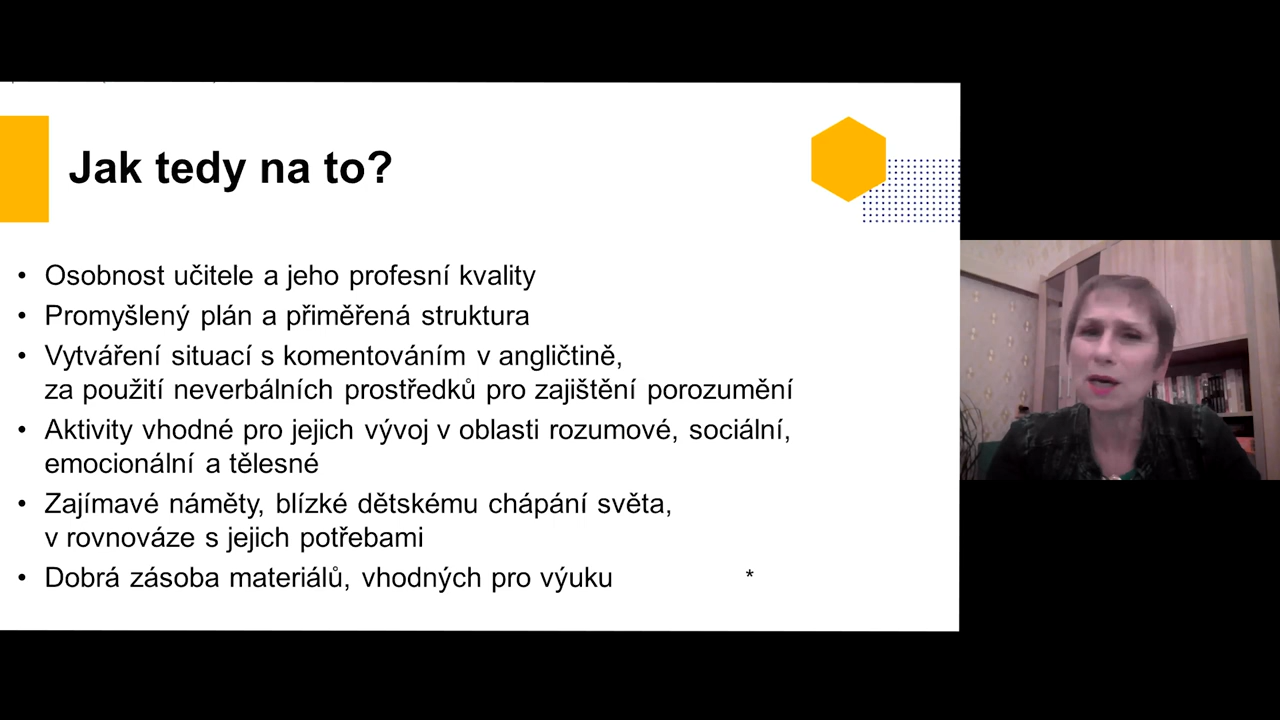 Jak tedy na to?
• Osobnost učitele a jeho profesní kvality
• Promyšlený plán a přiměřená struktura
• Vytváření situací s komentováním v angličtině,
za použití neverbálních prostředků pro zajištění porozumění
• Aktivity vhodné pro jejich vývoj v oblasti rozumové, sociální,
emocionální a tělesné
• Zajímavé náměty, blízké dětskému chápání světa,
v rovnováze s jejich potřebami
• Dobrá zásoba materiálů, vhodných pro výuku *